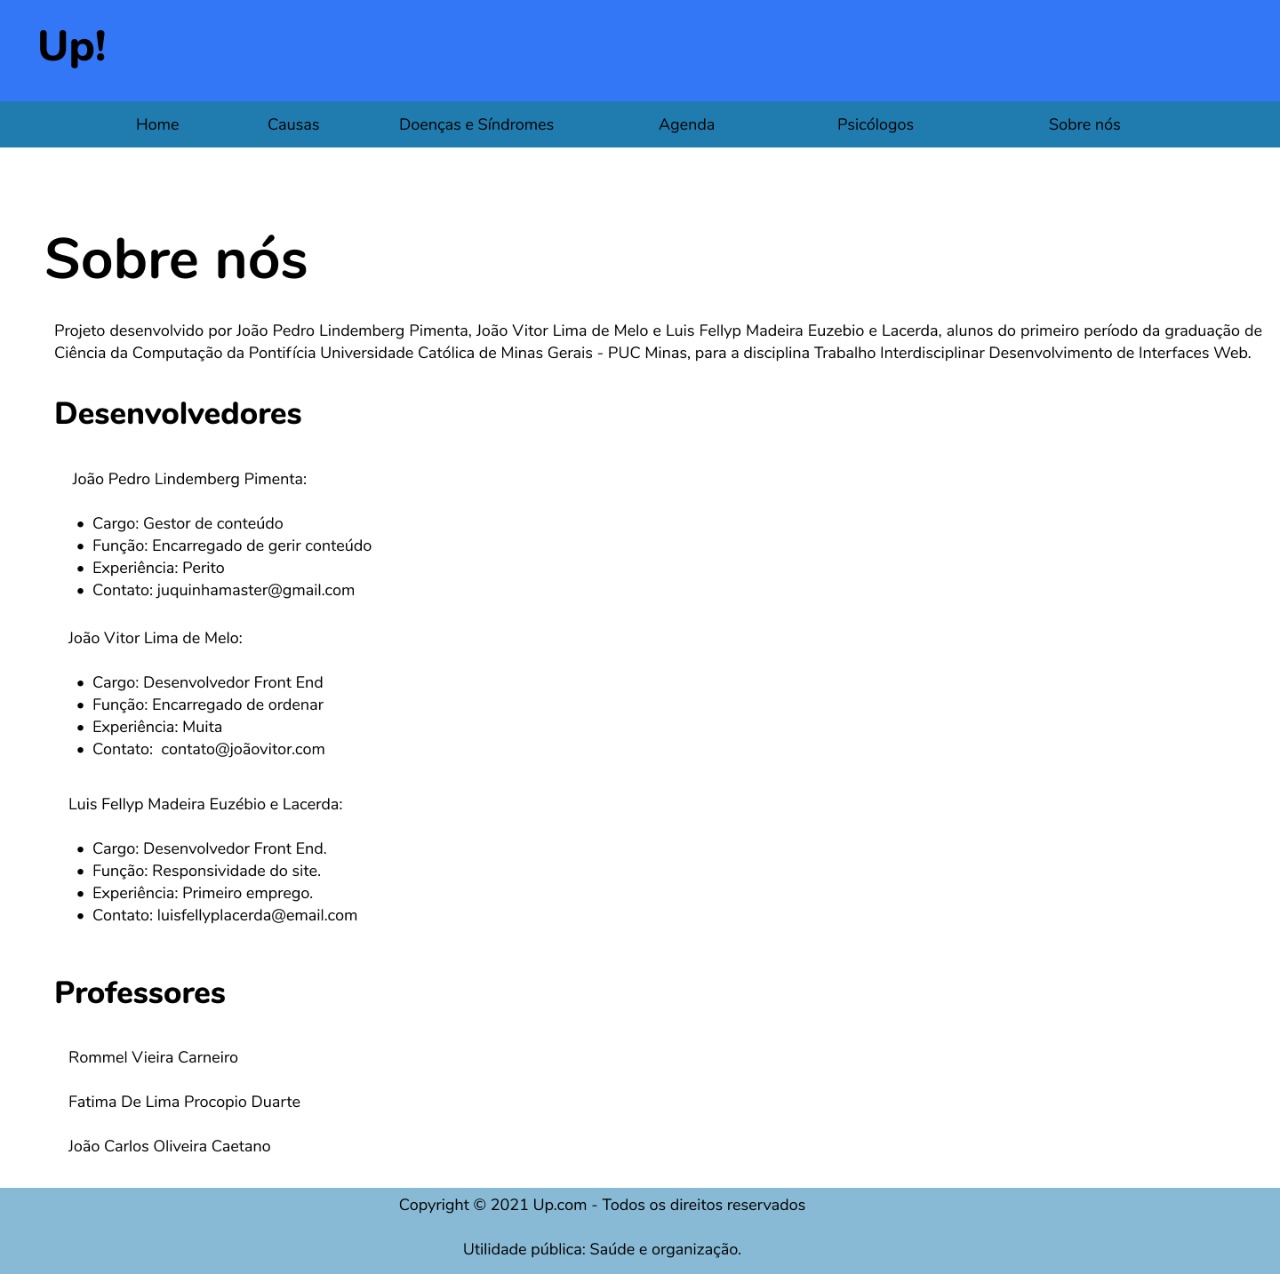 Up!
Home Causas Doenças e Síndromes Agenda Psicólogos Sobre nós
Sobre nós
Projeto desenvolvido por João Pedro Lindemberg Pimenta, João Vitor Lima de Melo e Luis Fellyp Madeira Euzebio e Lacerda, alunos do primeiro período da graduação de
Ciência da Computação da Pontifícia Universidade Católica de Minas Gerais - PUC Minas, para a disciplina Trabalho Interdisciplinar Desenvolvimento de Interfaces Web.
Desenvolvedores
João Pedro Lindemberg Pimenta:
• Cargo: Gestor de conteúdo
• Função: Encarregado de gerir conteúdo
• Experiência: Perito
• Contato: juquinhamaster@gmail.com
João Vitor Lima de Melo:
• Cargo: Desenvolvedor Front End
• Função: Encarregado de ordenar
• Experiência: Muita
• Contato: contato@joãovitor.com
Luis Fellyp Madeira Euzébio e Lacerda:
• Cargo: Desenvolvedor Front End.
• Função: Responsividade do site.
• Experiência: Primeiro emprego.
• Contato: luisfellyplacerda@email.com
Professores
Rommel Vieira Carneiro
Fatima De Lima Procopio Duarte
João Carlos Oliveira Caetano
Copyright © 2021 Up.com - Todos os direitos reservados
Utilidade pública: Saúde e organização.